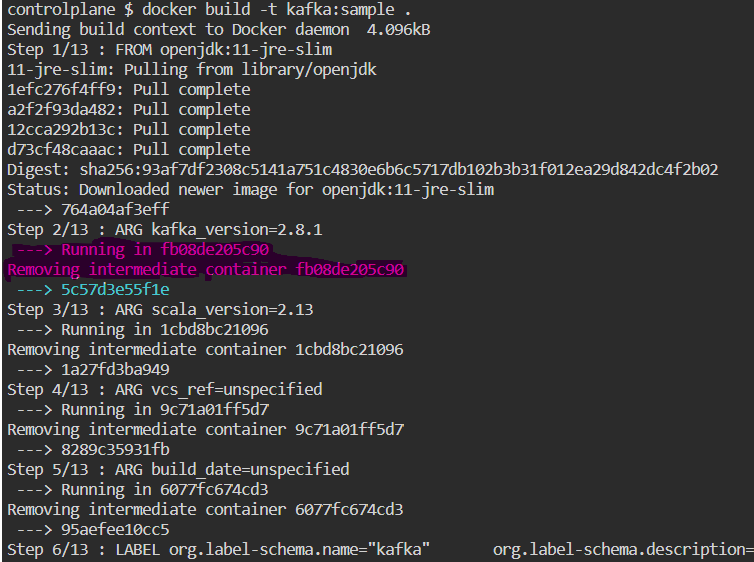 controlplane $ docker build -t kafka:sample .
Sending build context to Docker daemon  4.096kB
Step 1/13 : FROM openjdk:11-jre-slim
11-jre-slim: Pulling from library/openjdk
1efc276f4ff9: Pull complete
a2f2f93da482: Pull complete
12cca292b13c: Pull complete
d73cf48caaac: Pull complete
Digest: sha256:93af7df2308c5141a751c4830e6b6c5717db102b3b31f012ea29d842dc4f2b02
Status: Downloaded newer image for openjdk:11-jre-slim
 ---> 764a04af3eff
Step 2/13 : ARG kafka_version=2.8.1
 ---> Running in fb08de205c90
Removing intermediate container fb08de205c90
 ---> 5c57d3e55f1e
Step 3/13 : ARG scala_version=2.13
 ---> Running in 1cbd8bc21096
Removing intermediate container 1cbd8bc21096
 ---> 1a27fd3ba949
Step 4/13 : ARG vcs_ref=unspecified
 ---> Running in 9c71a01ff5d7
Removing intermediate container 9c71a01ff5d7
 ---> 8289c35931fb
Step 5/13 : ARG build_date=unspecified
 ---> Running in 6077fc674cd3
Removing intermediate container 6077fc674cd3
 ---> 95aefee10cc5
Step 6/13 : LABEL org.label-schema.name="kafka"       org.label-schema.description=